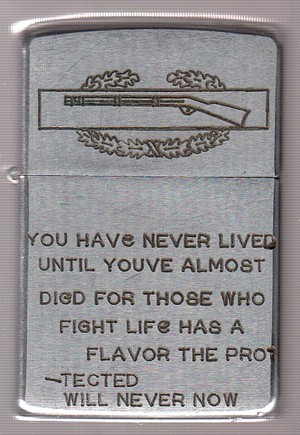 YOU HAVe NEVER LIVED
UNTIL YOUVE ALMOST
DIeD FOR THOSE WHO
FIGHT LIFe HAS A
FLAVOR THE PROT
-TECTED
WILL NEVER NOW